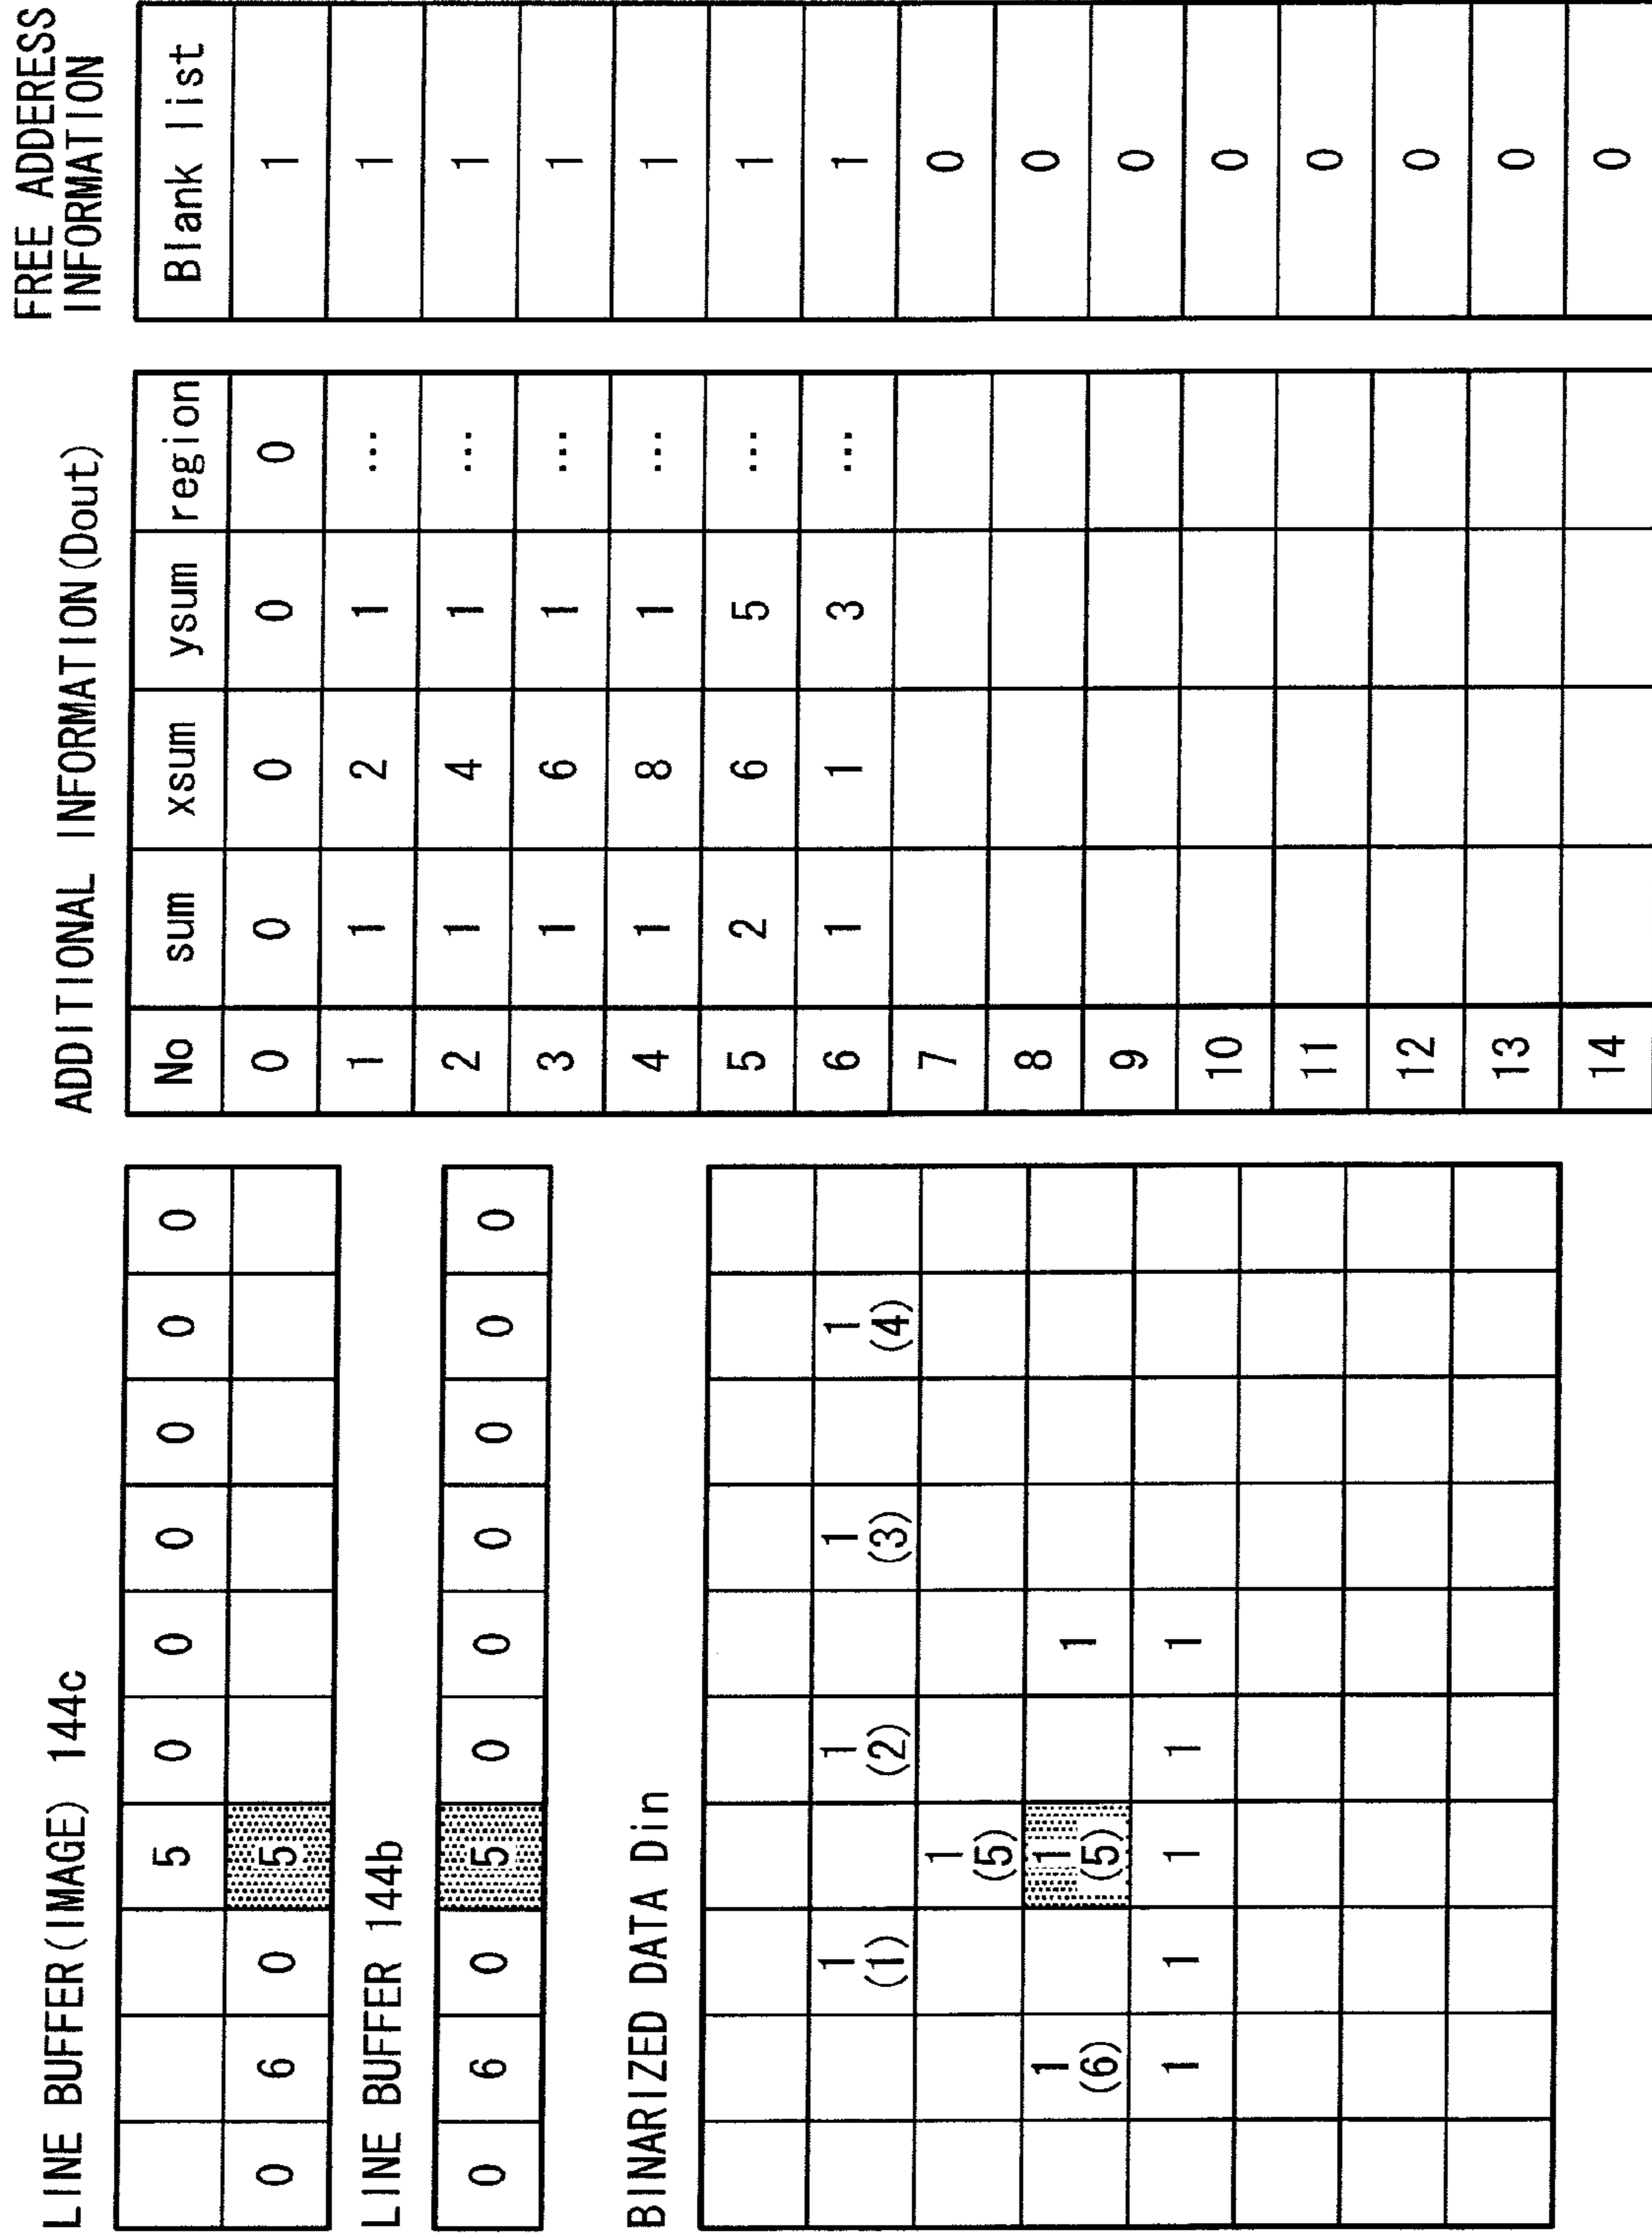 LINE BUFFER(IMAGE) 144c
5 0 0 0 0 0 0
0 6 0 5
LINE BUFFER 144b
0 6 0 5 0 0 0 0 0 0
BINARIZED DATA Din
1 1 1 1
(1) (2) (3) (4)
1
(5)
1 1 1
(6) (5)
1 1 1 1 1
ADDITIONAL INFORMATION(Dout)
No sum xsum ysum region
0 0 0 0 0
1 1 2 1 ...
2 1 4 1 ...
3 1 6 1 ...
4 1 8 1 ...
5 2 6 5 ...
6 1 1 3 ...
7
8
9
10
11
12
13
14
FREE ADDERESS
INFORMATION
Blank list
1
1
1
1
1
1
1
0
0
0
0
0
0
0
0